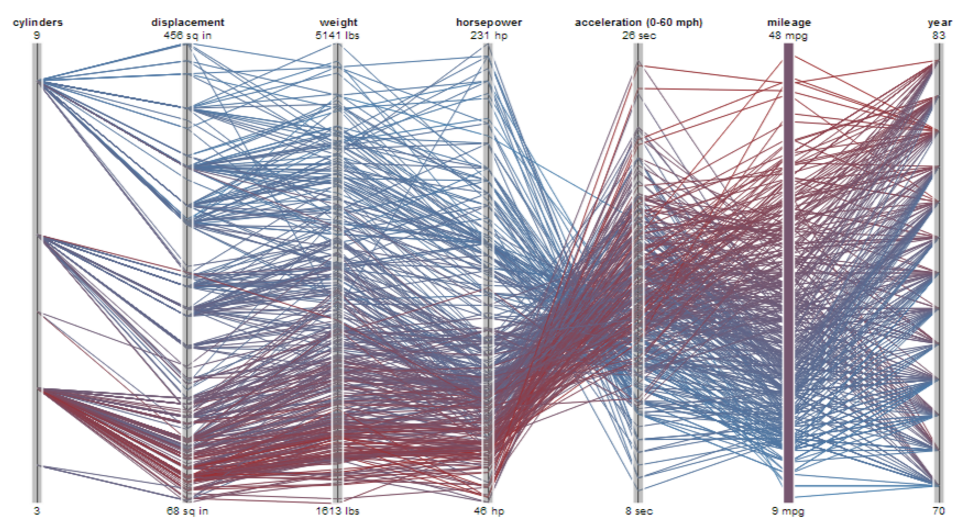 cylinders displacement weight horsepower acceleration (0-60 mph) mileage year
9 456 sq in 5141 lbs 231 hp 26 sec 48 mpg 83
3 68 sq in 1613 lbs 46 hp 8 sec 9 mpg 70